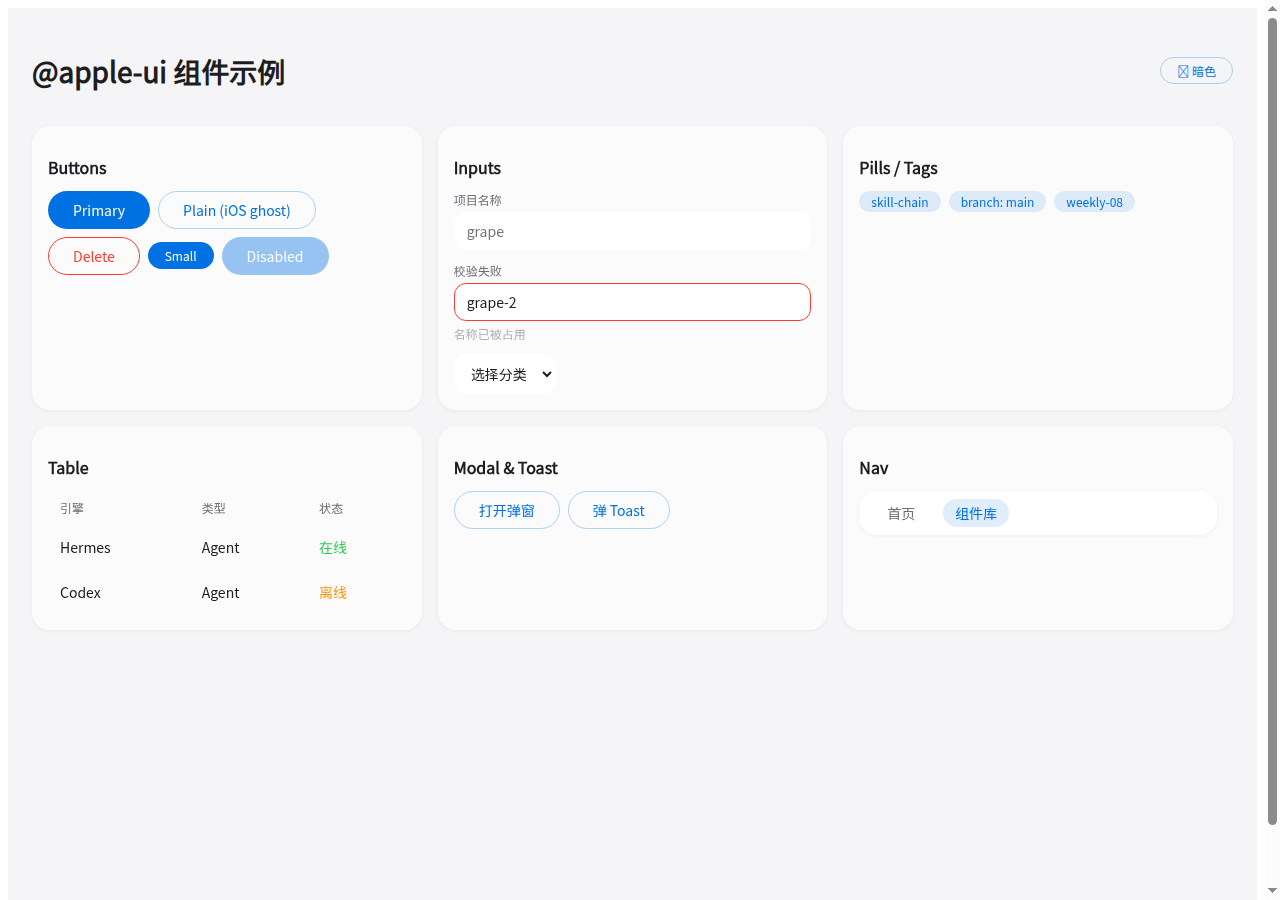 @apple-ui 组件示例
暗色
Buttons
Primary
Plain (iOS ghost)
Delete
Small
Disabled
Inputs
项目名称
grape
校验失败
grape-2
名称已被占用
选择分类
Pills / Tags
skill-chain
branch: main
weekly-08
Table
引擎 类型 状态
Hermes Agent 在线
Codex Agent 离线
Modal & Toast
打开弹窗
弹 Toast
Nav
首页
组件库